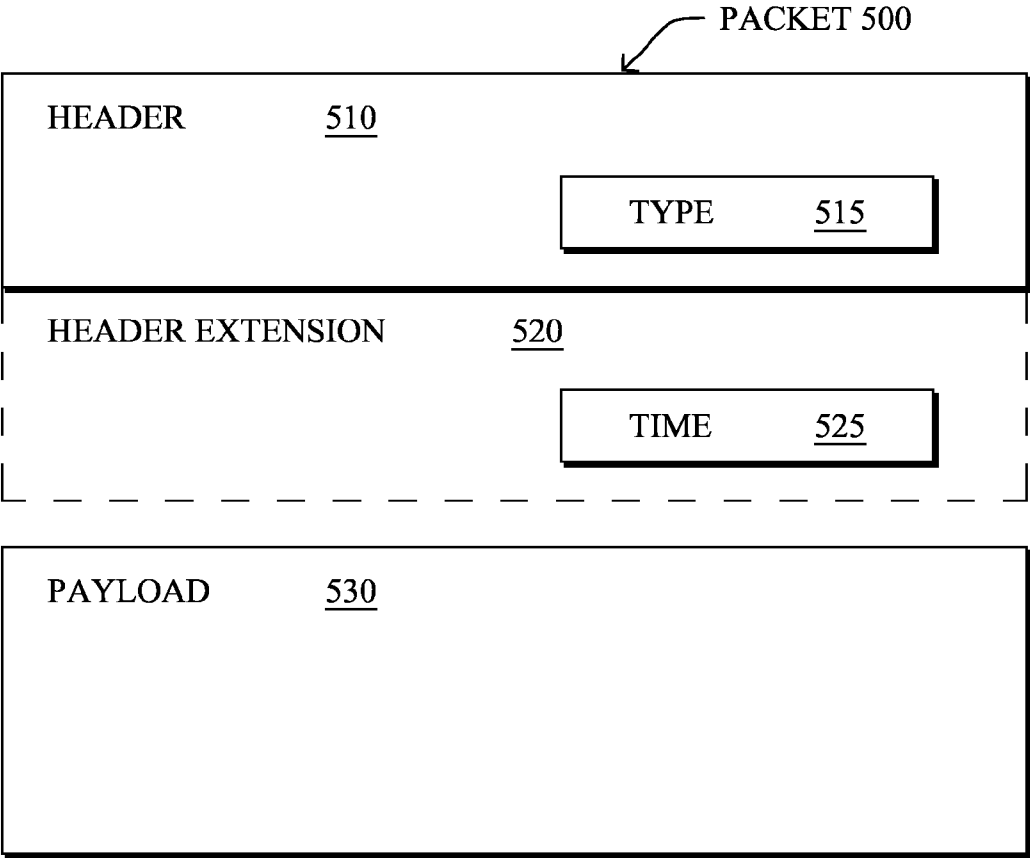 PACKET 500
HEADER 510
TYPE 515
HEADER EXTENSION 520
TIME 525
PAYLOAD 530